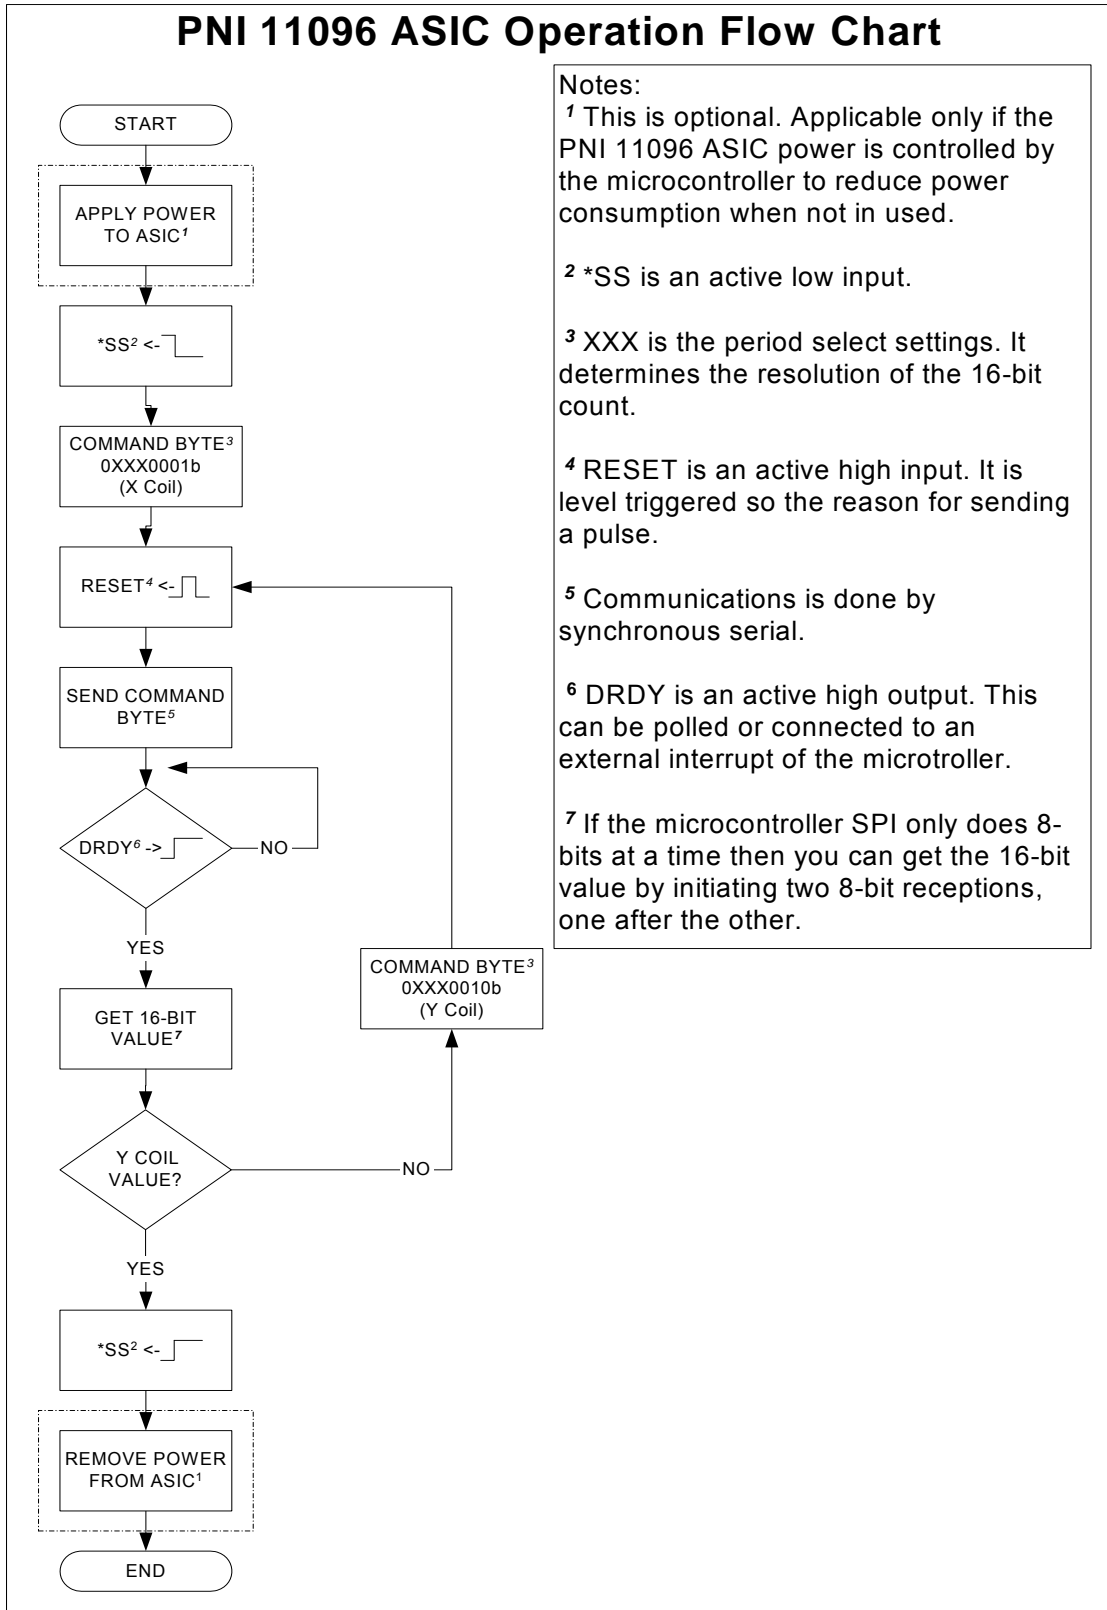 PNI 11096 ASIC Operation Flow Chart
START
APPLY POWER
TO ASIC¹
*SS² <-
COMMAND BYTE³
0XXX0001b
(X Coil)
RESET⁴ <-
SEND COMMAND
BYTE⁵
DRDY⁶ ->
NO
YES
GET 16-BIT
VALUE⁷
COMMAND BYTE³
0XXX0010b
(Y Coil)
Y COIL
VALUE?
NO
YES
*SS² <-
REMOVE POWER
FROM ASIC¹
END
Notes:
¹ This is optional. Applicable only if the
PNI 11096 ASIC power is controlled by
the microcontroller to reduce power
consumption when not in used.
² *SS is an active low input.
³ XXX is the period select settings. It
determines the resolution of the 16-bit
count.
⁴ RESET is an active high input. It is
level triggered so the reason for sending
a pulse.
⁵ Communications is done by
synchronous serial.
⁶ DRDY is an active high output. This
can be polled or connected to an
external interrupt of the microtroller.
⁷ If the microcontroller SPI only does 8-
bits at a time then you can get the 16-bit
value by initiating two 8-bit receptions,
one after the other.